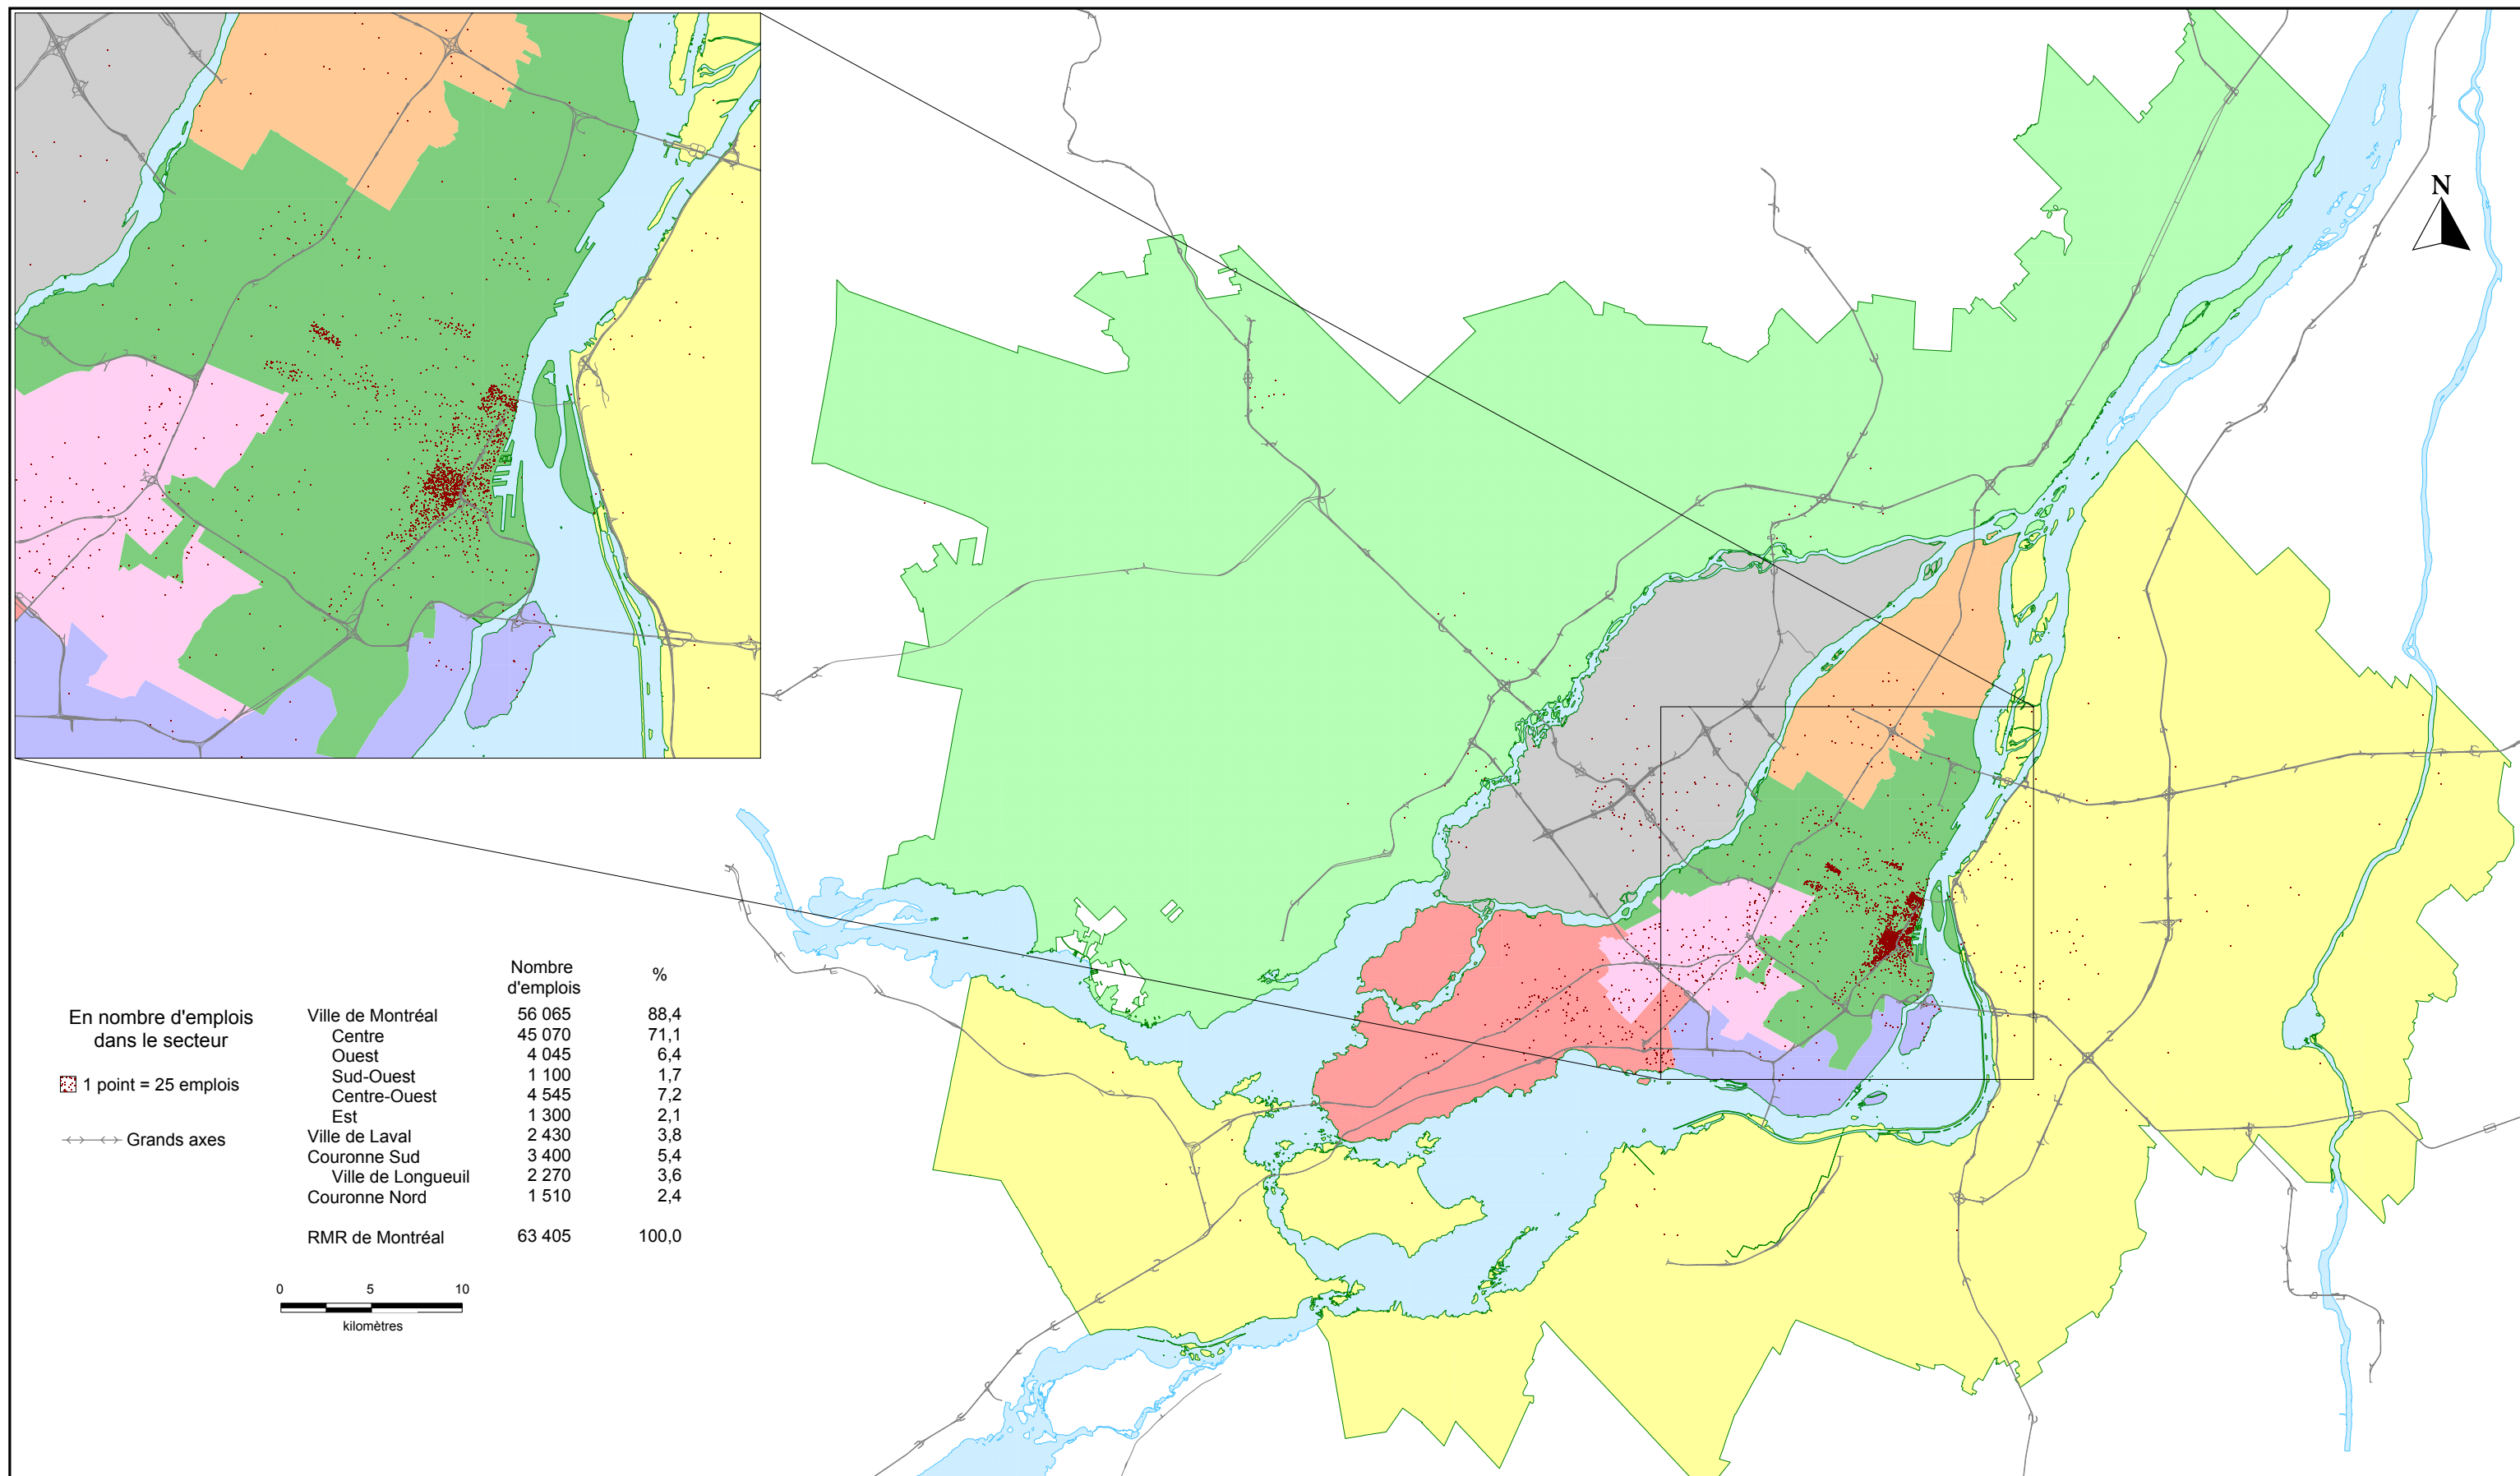 N
Nombre d'emplois %
En nombre d'emplois dans le secteur
1 point = 25 emplois
Grands axes
Ville de Montréal 56 065 88,4
Centre 45 070 71,1
Ouest 4 045 6,4
Sud-Ouest 1 100 1,7
Centre-Ouest 4 545 7,2
Est 1 300 2,1
Ville de Laval 2 430 3,8
Couronne Sud 3 400 5,4
Ville de Longueuil 2 270 3,6
Couronne Nord 1 510 2,4
RMR de Montréal 63 405 100,0
0 5 10
kilomètres